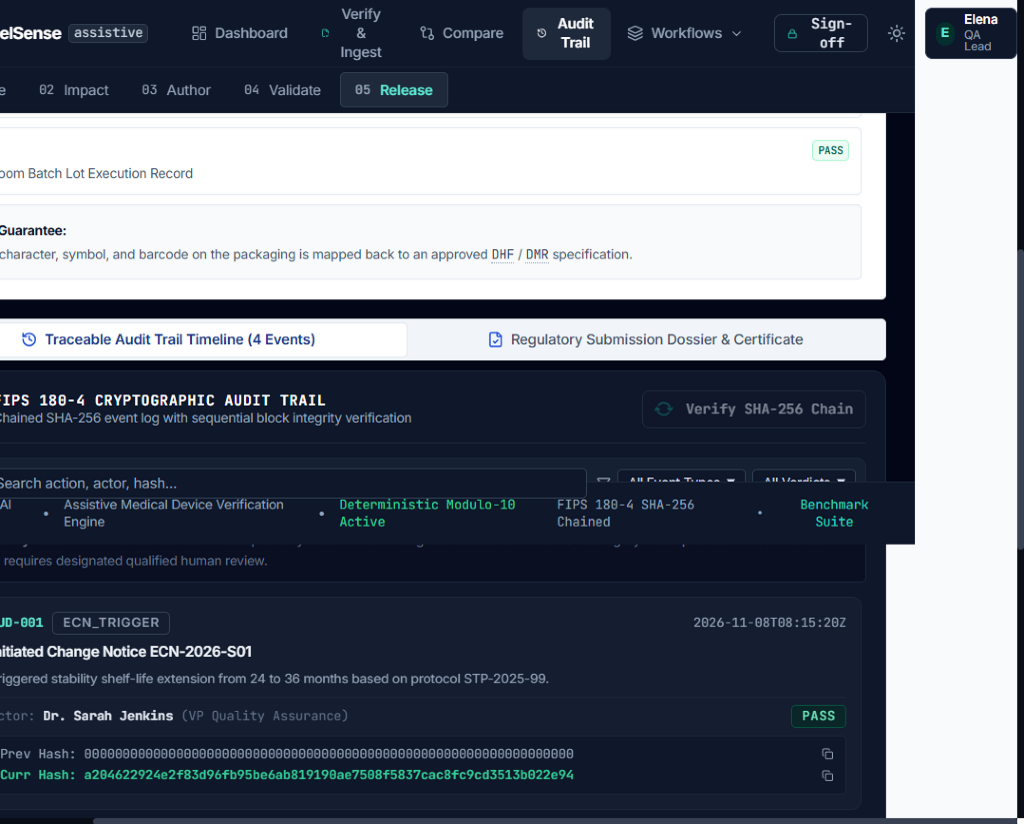 elSense assistive
Dashboard
Verify & Ingest
Compare
Audit Trail
Workflows
Sign-off
E
Elena
QA Lead
e
02 Impact
03 Author
04 Validate
05 Release
PASS
oom Batch Lot Execution Record
Guarantee:
character, symbol, and barcode on the packaging is mapped back to an approved DHF / DMR specification.
Traceable Audit Trail Timeline (4 Events)
Regulatory Submission Dossier & Certificate
FIPS 180-4 CRYPTOGRAPHIC AUDIT TRAIL
Chained SHA-256 event log with sequential block integrity verification
Verify SHA-256 Chain
Search action, actor, hash...
All Event Types
All Verdicts
AI
• Assistive Medical Device Verification Engine
• Deterministic Modulo-10 Active
FIPS 180-4 SHA-256 Chained
• Benchmark Suite
requires designated qualified human review.
UD-001 ECN_TRIGGER
2026-11-08T08:15:20Z
nitiated Change Notice ECN-2026-S01
riggered stability shelf-life extension from 24 to 36 months based on protocol STP-2025-99.
ctor: Dr. Sarah Jenkins (VP Quality Assurance)
PASS
Prev Hash: 0000000000000000000000000000000000000000000000000000000000000000
Curr Hash: a204622924e2f83d96fb95be6ab819190ae7508f5837cac8fc9cd3513b022e94